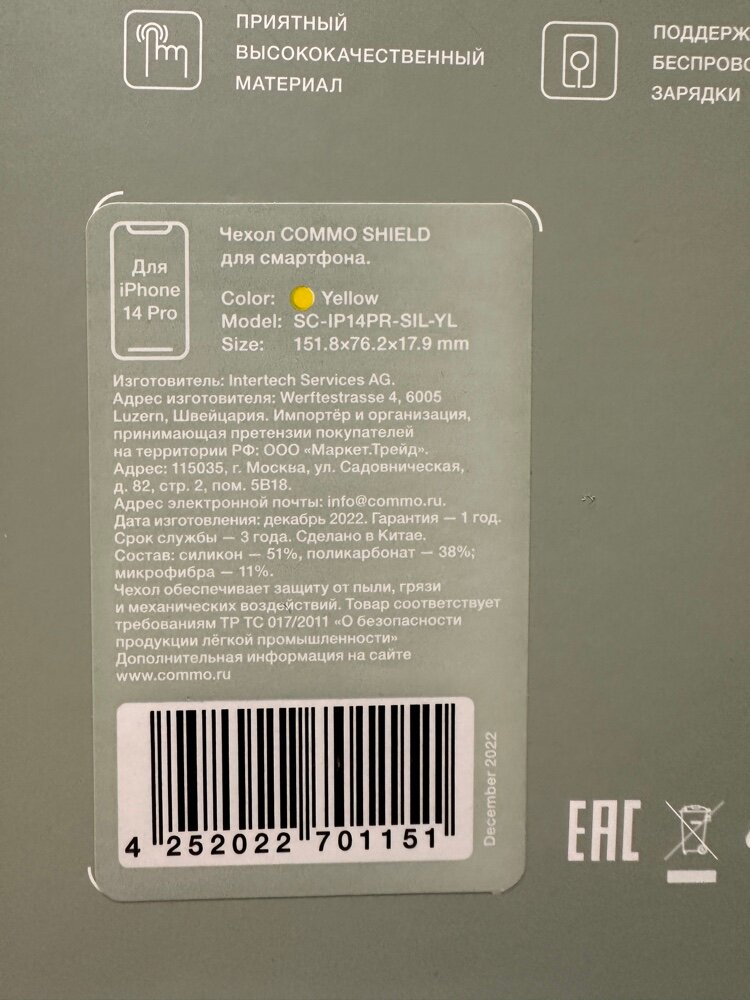 ПРИЯТНЫЙ
ВЫСОКОКАЧЕСТВЕННЫЙ
МАТЕРИАЛ
ПОДДЕРЖ
БЕСПРОВО
ЗАРЯДКИ
Для
iPhone
14 Pro
Чехол COMMO SHIELD
для смартфона.
Color: Yellow
Model: SC-IP14PR-SIL-YL
Size: 151.8x76.2x17.9 mm
Изготовитель: Intertech Services AG.
Адрес изготовителя: Werftestrasse 4, 6005
Luzern, Швейцария. Импортёр и организация,
принимающая претензии покупателей
на территории РФ: ООО «Маркет.Трейд».
Адрес: 115035, г. Москва, ул. Садовническая,
д. 82, стр. 2, пом. 5В18.
Адрес электронной почты: info@commo.ru.
Дата изготовления: декабрь 2022. Гарантия — 1 год.
Срок службы — 3 года. Сделано в Китае.
Состав: силикон — 51%, поликарбонат — 38%;
микрофибра — 11%.
Чехол обеспечивает защиту от пыли, грязи
и механических воздействий. Товар соответствует
требованиям ТР ТС 017/2011 «О безопасности
продукции лёгкой промышленности»
Дополнительная информация на сайте
www.commo.ru
4 252022 701151
December 2022
EAC